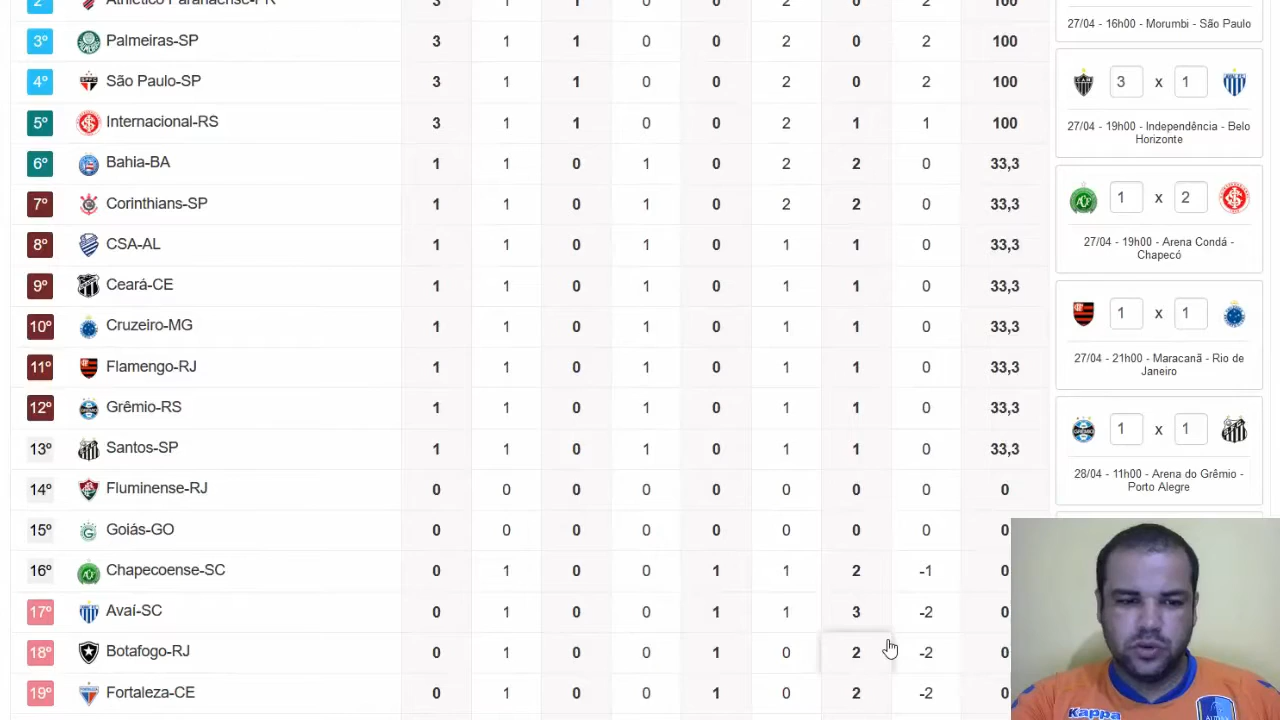 2º Athletico Paranaense-PR 3 1 1 0 0 2 0 2 100
3º Palmeiras-SP 3 1 1 0 0 2 0 2 100
4º São Paulo-SP 3 1 1 0 0 2 0 2 100
5º Internacional-RS 3 1 1 0 0 2 1 1 100
6º Bahia-BA 1 1 0 1 0 2 2 0 33,3
7º Corinthians-SP 1 1 0 1 0 2 2 0 33,3
8º CSA-AL 1 1 0 1 0 1 1 0 33,3
9º Ceará-CE 1 1 0 1 0 1 1 0 33,3
10º Cruzeiro-MG 1 1 0 1 0 1 1 0 33,3
11º Flamengo-RJ 1 1 0 1 0 1 1 0 33,3
12º Grêmio-RS 1 1 0 1 0 1 1 0 33,3
13º Santos-SP 1 1 0 1 0 1 1 0 33,3
14º Fluminense-RJ 0 0 0 0 0 0 0 0 0
15º Goiás-GO 0 0 0 0 0 0 0 0 0
16º Chapecoense-SC 0 1 0 0 1 1 2 -1 0
17º Avaí-SC 0 1 0 0 1 1 3 -2 0
18º Botafogo-RJ 0 1 0 0 1 0 2 -2 0
19º Fortaleza-CE 0 1 0 0 1 0 2 -2 0
27/04 - 16h00 - Morumbi - São Paulo
3 x 1
27/04 - 19h00 - Independência - Belo
Horizonte
1 x 2
27/04 - 19h00 - Arena Condá -
Chapecó
1 x 1
27/04 - 21h00 - Maracanã - Rio de
Janeiro
1 x 1
28/04 - 11h00 - Arena do Grêmio -
Porto Alegre
Kappa